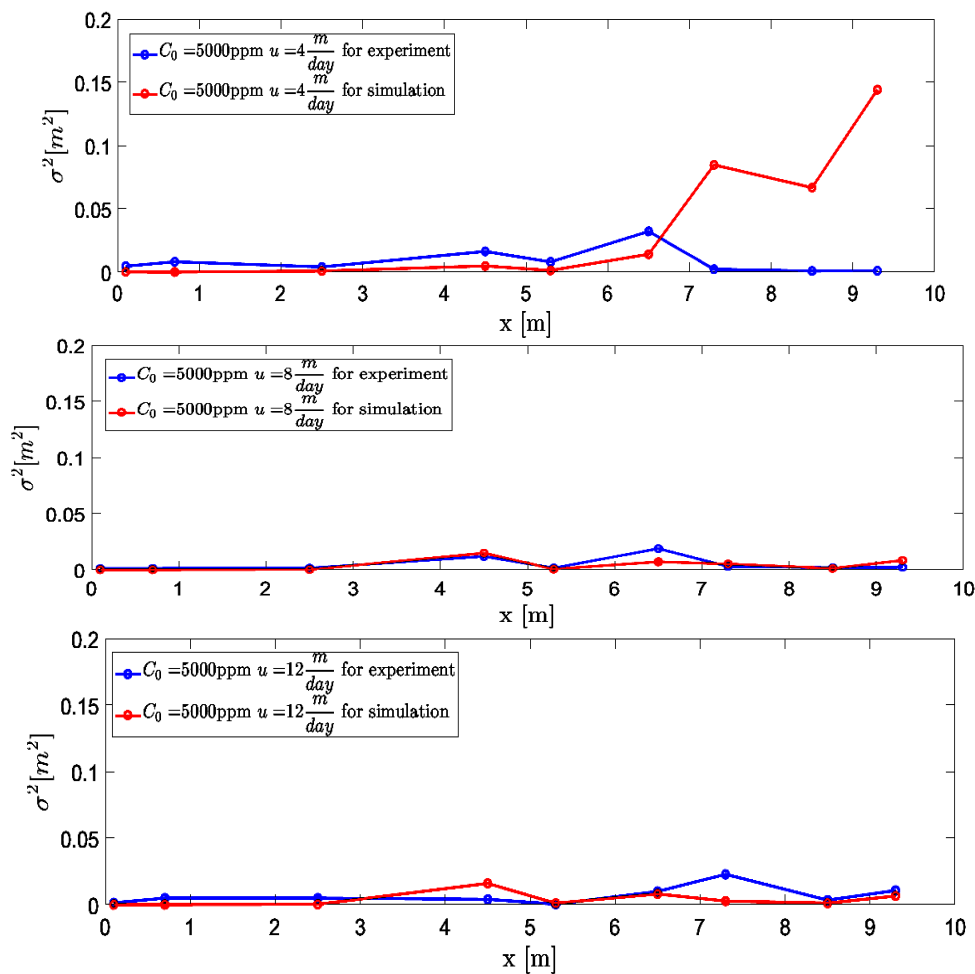 0.2
0.15
0.1
0.05
0
σ²[m²]
C₀ =5000ppm u =4 m/day for experiment
C₀ =5000ppm u =4 m/day for simulation
0 1 2 3 4 5 6 7 8 9 10
x [m]
0.2
0.15
0.1
0.05
0
σ²[m²]
C₀ =5000ppm u =8 m/day for experiment
C₀ =5000ppm u =8 m/day for simulation
0 1 2 3 4 5 6 7 8 9 10
x [m]
0.2
0.15
0.1
0.05
0
σ²[m²]
C₀ =5000ppm u =12 m/day for experiment
C₀ =5000ppm u =12 m/day for simulation
0 1 2 3 4 5 6 7 8 9 10
x [m]